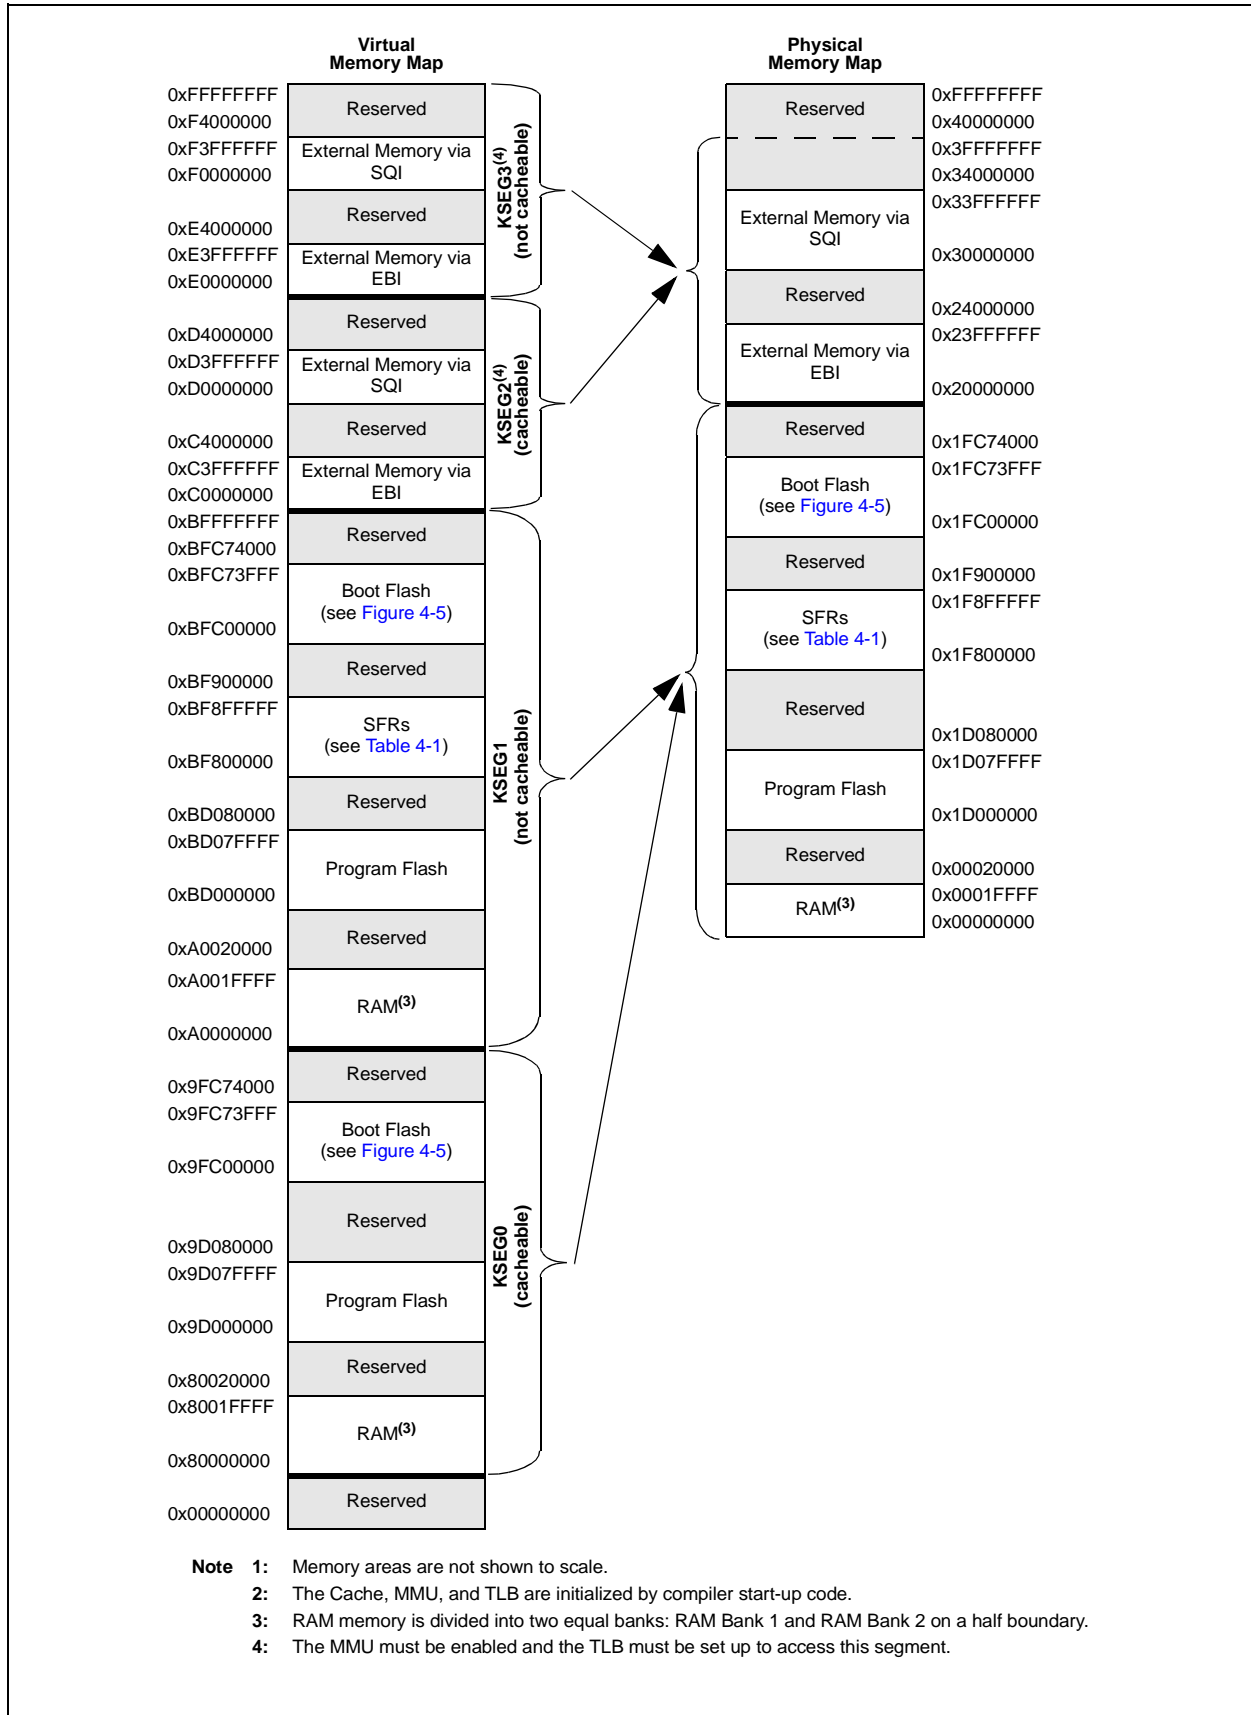 Virtual
Memory Map
0xFFFFFFFF
Reserved
0xF4000000
0xF3FFFFFF
External Memory via
SQI
0xF0000000
Reserved
0xE4000000
0xE3FFFFFF
External Memory via
EBI
0xE0000000
KSEG3(4)
(not cacheable)
Reserved
0xD4000000
0xD3FFFFFF
External Memory via
SQI
0xD0000000
Reserved
0xC4000000
0xC3FFFFFF
External Memory via
EBI
0xC0000000
KSEG2(4)
(cacheable)
0xBFFFFFFF
Reserved
0xBFC74000
0xBFC73FFF
Boot Flash
(see Figure 4-5)
0xBFC00000
Reserved
0xBF900000
0xBF8FFFFF
SFRs
(see Table 4-1)
0xBF800000
Reserved
0xBD080000
0xBD07FFFF
Program Flash
0xBD000000
Reserved
0xA0020000
0xA001FFFF
RAM(3)
0xA0000000
KSEG1
(not cacheable)
Reserved
0x9FC74000
0x9FC73FFF
Boot Flash
(see Figure 4-5)
0x9FC00000
Reserved
0x9D080000
0x9D07FFFF
Program Flash
0x9D000000
Reserved
0x80020000
0x8001FFFF
RAM(3)
0x80000000
KSEG0
(cacheable)
Reserved
0x00000000
Physical
Memory Map
0xFFFFFFFF
Reserved
0x40000000
0x3FFFFFFF
0x34000000
0x33FFFFFF
External Memory via
SQI
0x30000000
Reserved
0x24000000
0x23FFFFFF
External Memory via
EBI
0x20000000
Reserved
0x1FC74000
0x1FC73FFF
Boot Flash
(see Figure 4-5)
0x1FC00000
Reserved
0x1F900000
0x1F8FFFFF
SFRs
(see Table 4-1)
0x1F800000
Reserved
0x1D080000
0x1D07FFFF
Program Flash
0x1D000000
Reserved
0x00020000
0x0001FFFF
RAM(3)
0x00000000
Note 1: Memory areas are not shown to scale.
2: The Cache, MMU, and TLB are initialized by compiler start-up code.
3: RAM memory is divided into two equal banks: RAM Bank 1 and RAM Bank 2 on a half boundary.
4: The MMU must be enabled and the TLB must be set up to access this segment.